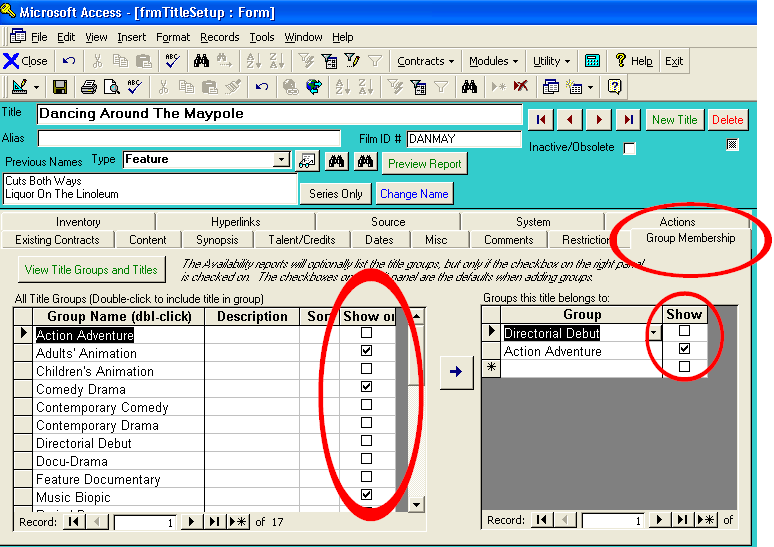 Microsoft Access - [frmTitleSetup : Form]
File Edit View Insert Format Records Tools Window Help
Close Contracts Modules Utility Help Exit
Title Dancing Around The Maypole
New Title Delete
Alias Film ID # DANMAY
Inactive/Obsolete
Previous Names Type Feature Preview Report
Cuts Both Ways
Liquor On The Linoleum
Series Only Change Name
Inventory Hyperlinks Source System Actions
Existing Contracts Content Synopsis Talent/Credits Dates Misc Comments Restriction Group Membership
View Title Groups and Titles
The Availability reports will optionally list the title groups, but only if the checkbox on the right panel
is checked on. The checkboxes on panel are the defaults when adding groups.
All Title Groups (Double-click to include title in group)
Groups this title belongs to:
Group Name (dbl-click) Description Sor Show or
Action Adventure
Adults' Animation
Children's Animation
Comedy Drama
Contemporary Comedy
Contemporary Drama
Directorial Debut
Docu-Drama
Feature Documentary
Music Biopic
Record: 1 of 17
Group Show
Directorial Debut
Action Adventure
Record: 1 of